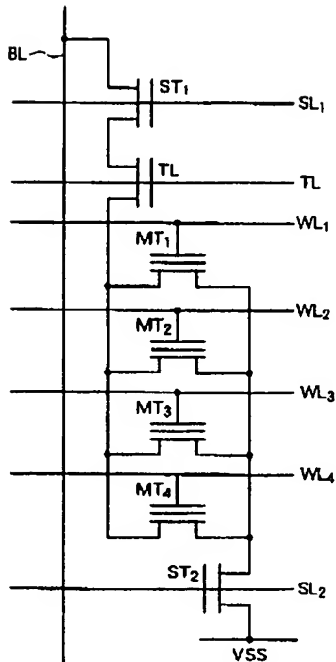 BL
ST₁
SL₁
TL
TL
WL₁
MT₁
WL₂
MT₂
WL₃
MT₃
WL₄
MT₄
ST₂
SL₂
VSS